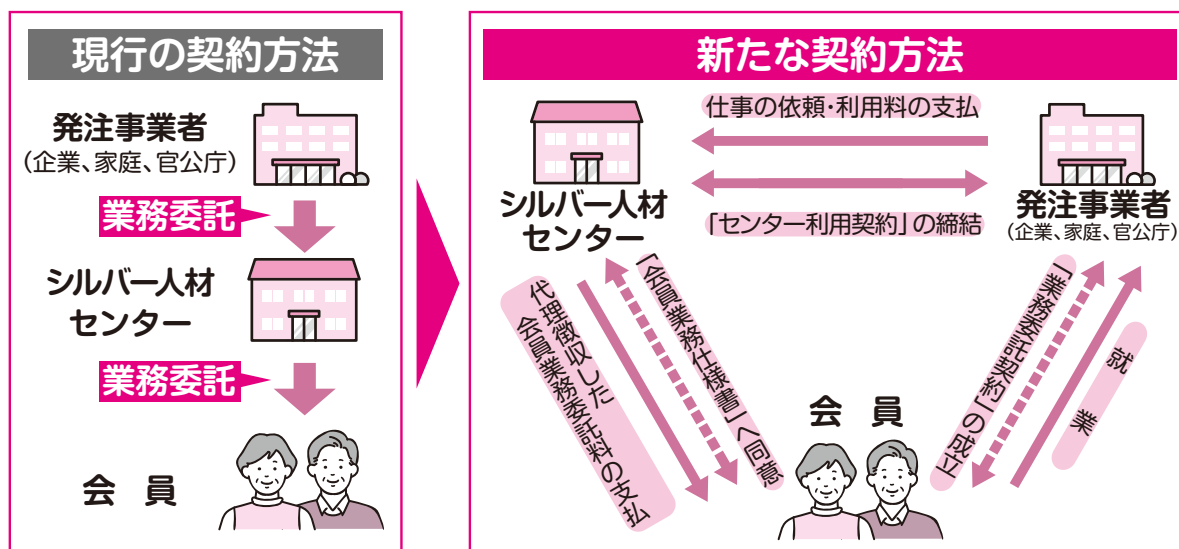 現行の契約方法
発注事業者
（企業、家庭、官公庁）
業務委託
シルバー人材
センター
業務委託
会 員
新たな契約方法
仕事の依頼・利用料の支払
シルバー人材
センター
「センター利用契約」の締結
発注事業者
（企業、家庭、官公庁）
代理徴収した
会員業務委託料の支払
「会員業務仕様書」へ同意
会 員
「業務委託契約」の成立
就 業